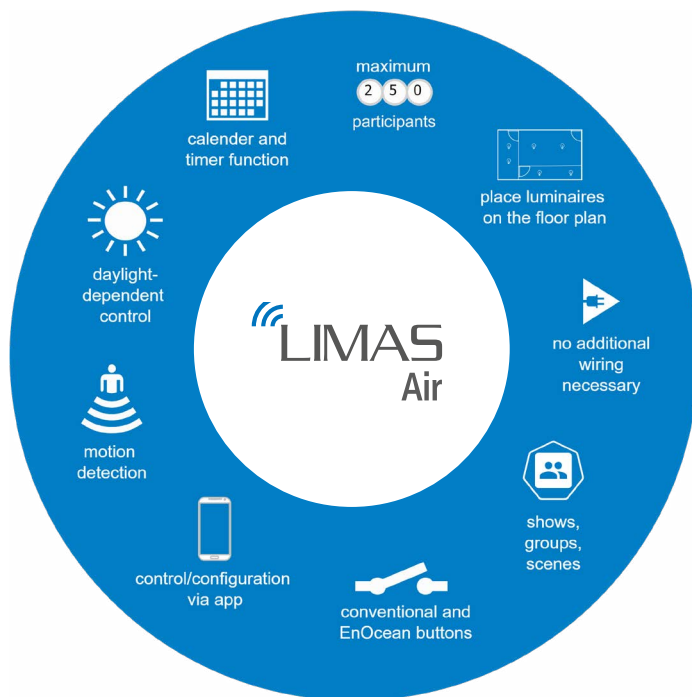 maximum
2 5 0
participants
place luminaires
on the floor plan
no additional
wiring
necessary
shows,
groups,
scenes
conventional and
EnOcean buttons
control/configuration
via app
motion
detection
daylight-
dependent
control
calender and
timer function
LIMAS
Air